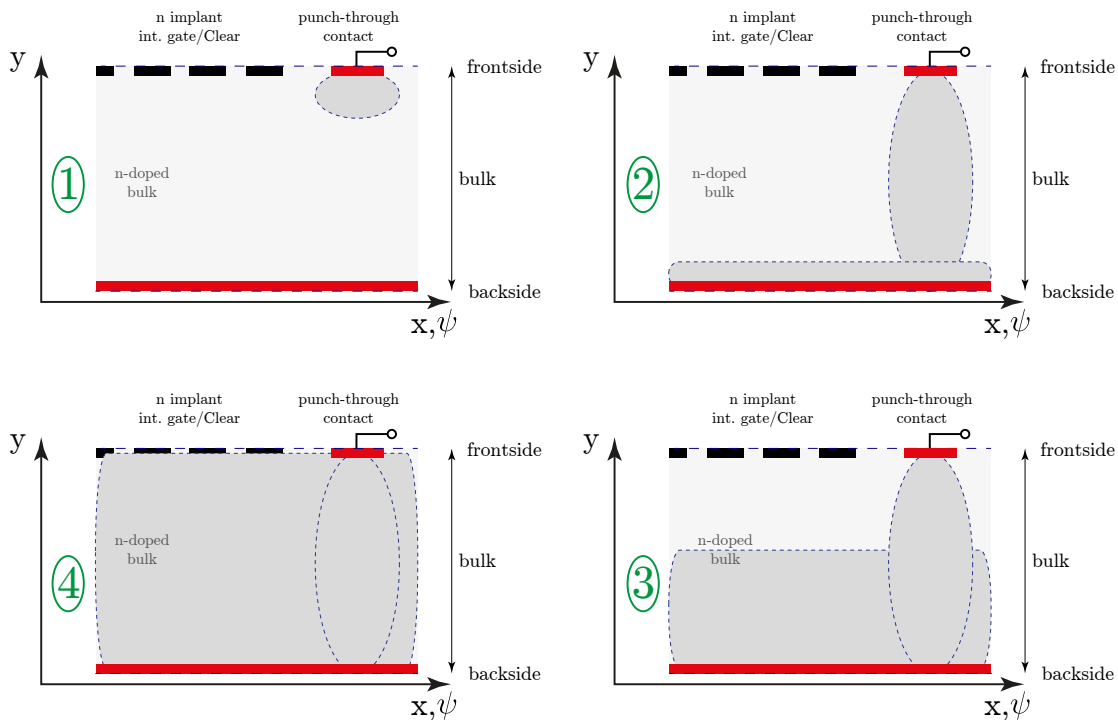 n implant
int. gate/Clear
punch-through
contact
y
frontside
1
n-doped
bulk
bulk
backside
x,ψ
n implant
int. gate/Clear
punch-through
contact
y
frontside
2
n-doped
bulk
bulk
backside
x,ψ
n implant
int. gate/Clear
punch-through
contact
y
frontside
4
n-doped
bulk
bulk
backside
x,ψ
n implant
int. gate/Clear
punch-through
contact
y
frontside
3
n-doped
bulk
bulk
backside
x,ψ